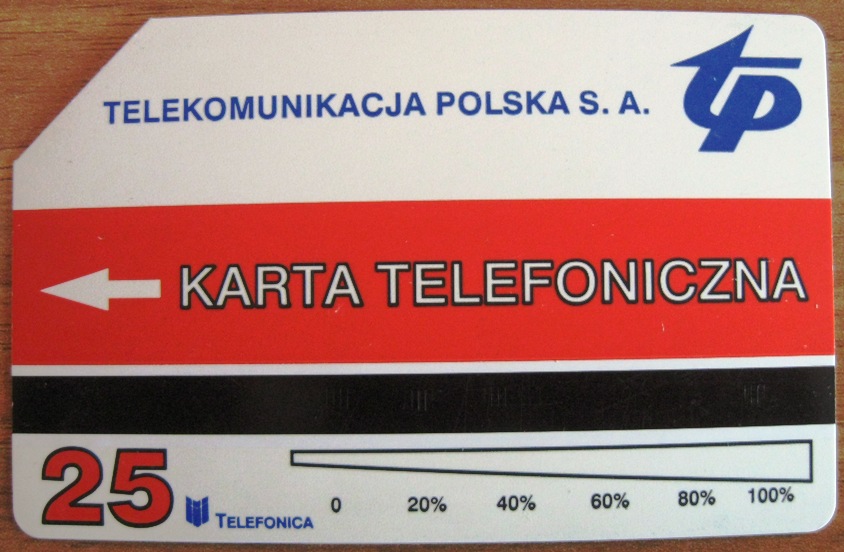 TELEKOMUNIKACJA POLSKA S. A.
tp
KARTA TELEFONICZNA
25
TELEFONICA
0 20% 40% 60% 80% 100%